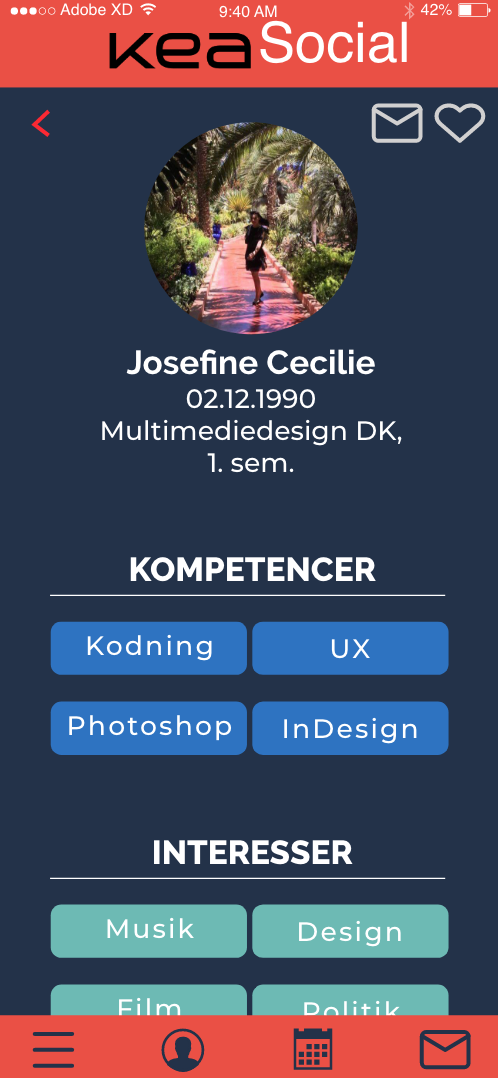 Adobe XD 9:40 AM 42%
kea Social
Josefine Cecilie
02.12.1990
Multimediedesign DK,
1. sem.
KOMPETENCER
Kodning UX
Photoshop InDesign
INTERESSER
Musik Design
Film Politik